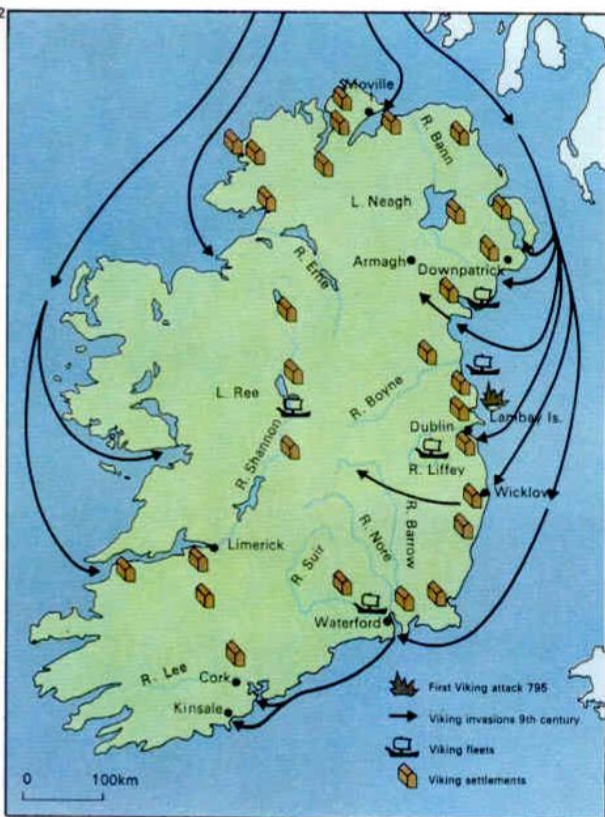 2
Moville
R. Bann
L. Neagh
R. Erne
Armagh
Downpatrick
L. Ree
R. Boyne
Lambay Is.
Dublin
R. Liffey
R. Shannon
Wicklow
R. Barrow
R. Nore
Limerick
R. Suir
Waterford
R. Lee
Cork
Kinsale
First Viking attack 795
Viking invasions 9th century
Viking fleets
Viking settlements
0 100km